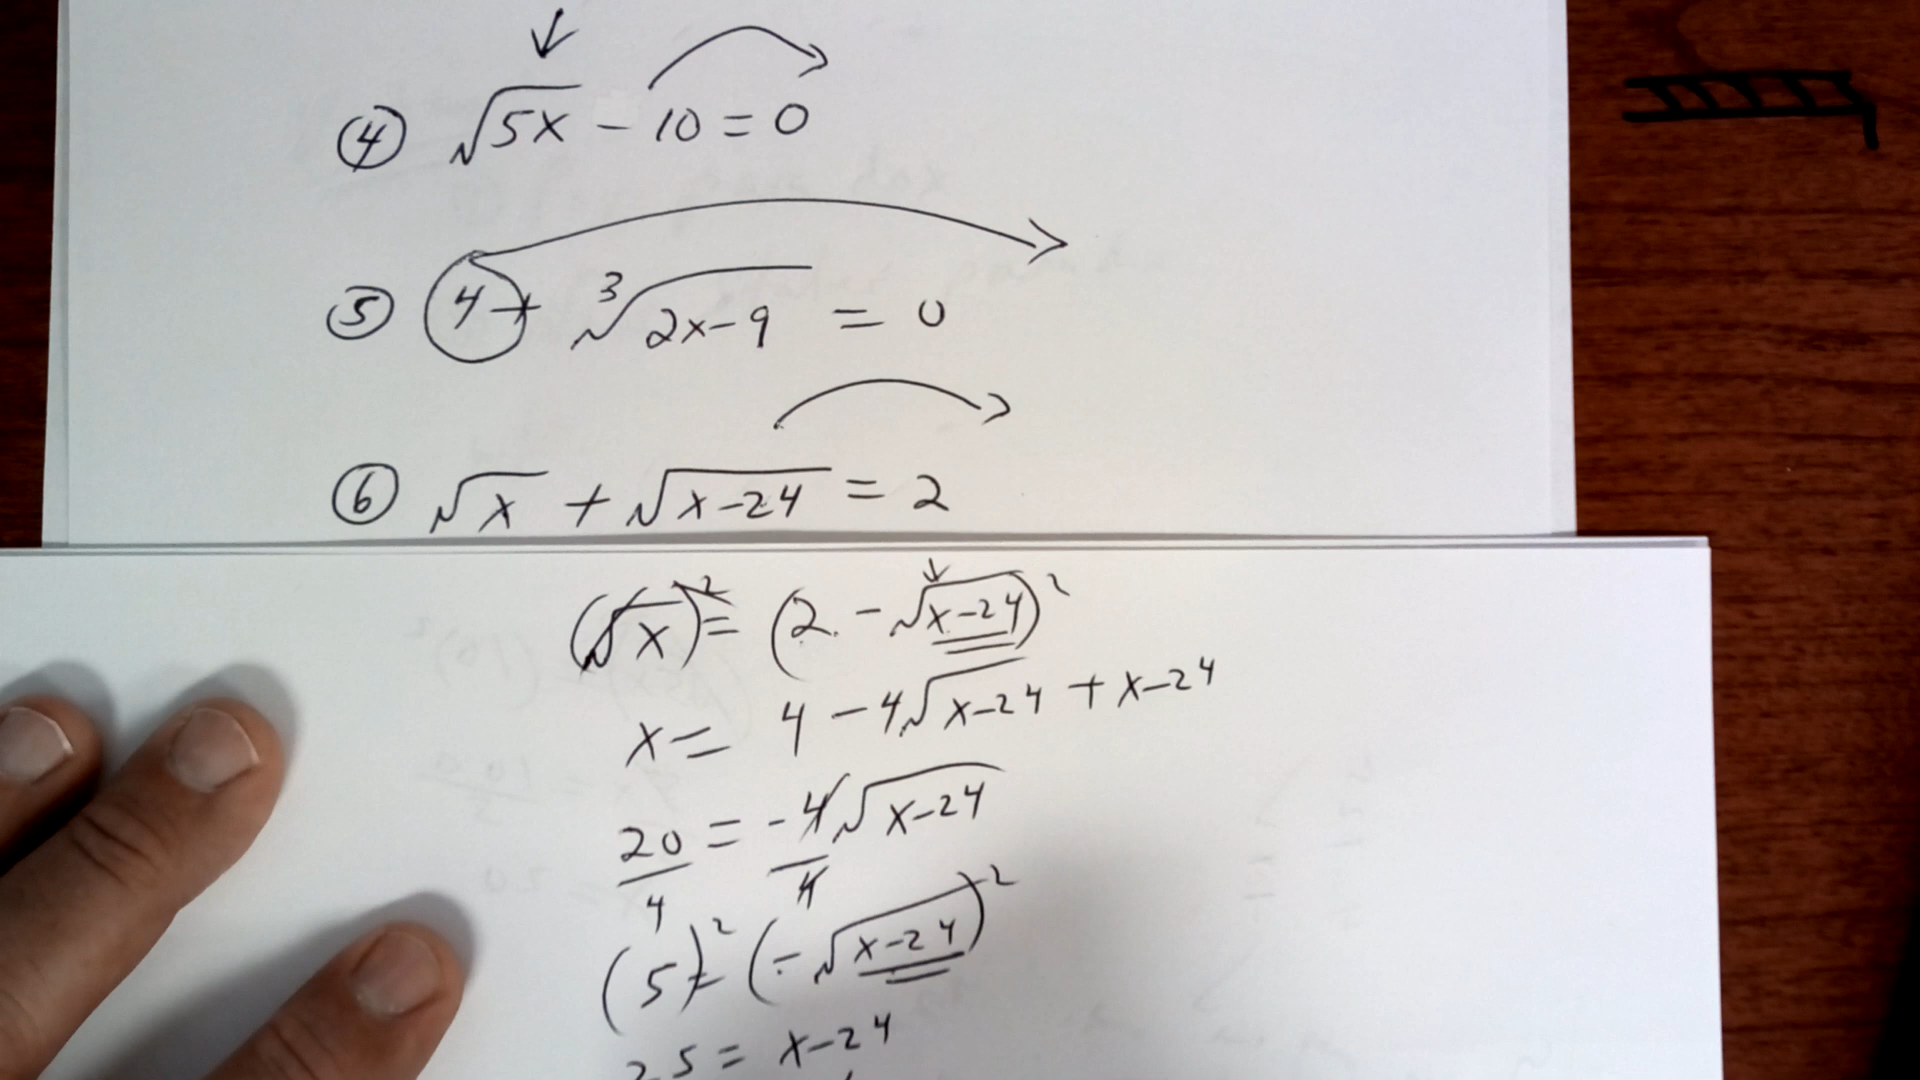 ④ √5x - 10 = 0
⑤ 4 + ³√2x-9 = 0
⑥ √x + √x-24 = 2
(√x)² = (2 - √x-24)²
x = 4 - 4√x-24 + x-24
20/4 = -4√x-24/4
(5)² = (-√x-24)²
25 = x-24